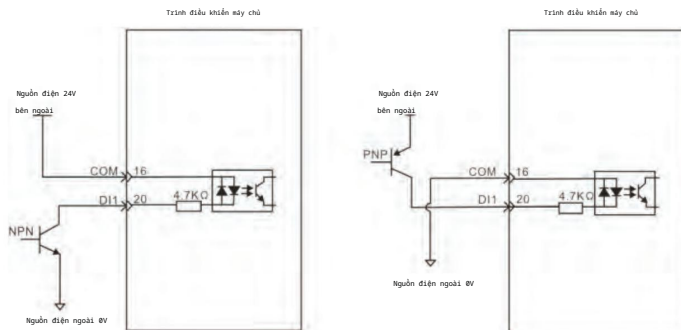 Trình điều khiển máy chủ
Nguồn điện 24V
bên ngoài
COM
16
DI1
20
4.7KΩ
NPN
Nguồn điện ngoài 0V
Trình điều khiển máy chủ
Nguồn điện 24V
bên ngoài
PNP
COM
16
DI1
20
4.7KΩ
Nguồn điện ngoài 0V